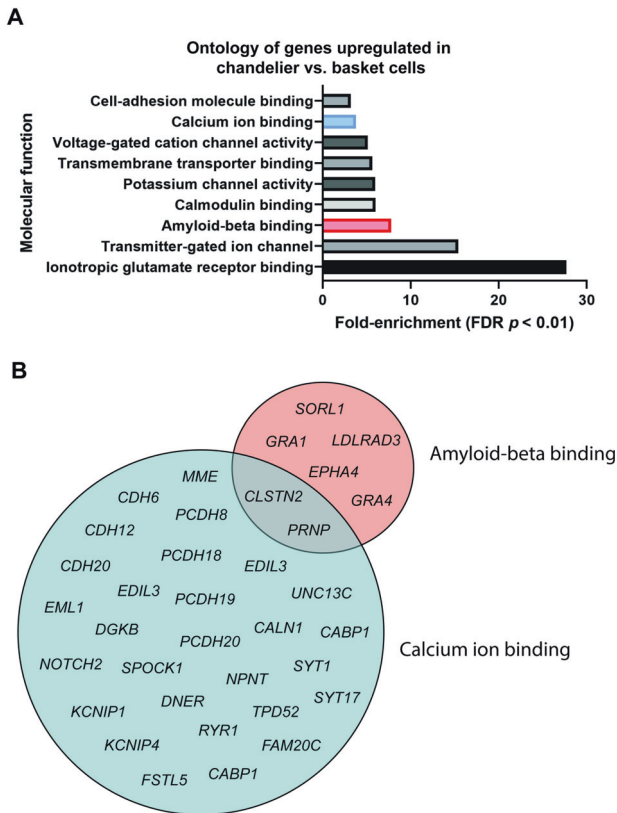 A
Ontology of genes upregulated in
chandelier vs. basket cells
Molecular function
Cell-adhesion molecule binding
Calcium ion binding
Voltage-gated cation channel activity
Transmembrane transporter binding
Potassium channel activity
Calmodulin binding
Amyloid-beta binding
Transmitter-gated ion channel
Ionotropic glutamate receptor binding
0 10 20 30
Fold-enrichment (FDR p < 0.01)
B
SORL1
GRA1 LDLRAD3
EPHA4
GRA4
CLSTN2
PRNP
Amyloid-beta binding
MME
CDH6
PCDH8
CDH12
PCDH18
CDH20 EDIL3
EDIL3 UNC13C
EML1 PCDH19
DGKB CALN1 CABP1
PCDH20
Calcium ion binding
NOTCH2 SPOCK1 SYT1
NPNT
KCNIP1 DNER TPD52 SYT17
RYR1
KCNIP4 FAM20C
FSTL5 CABP1